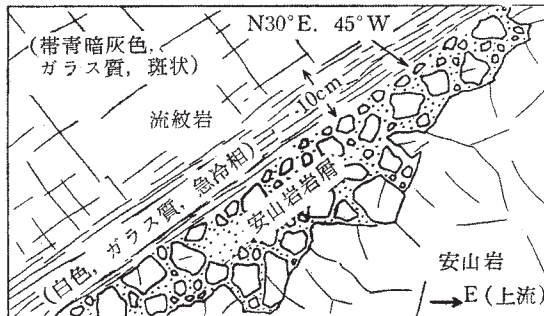 N30°E. 45°W
(帯青暗灰色,
ガラス質, 斑状)
10cm
流紋岩
(白色, ガラス質, 急冷相)
安山岩岩屑
安山岩
→E (上流)